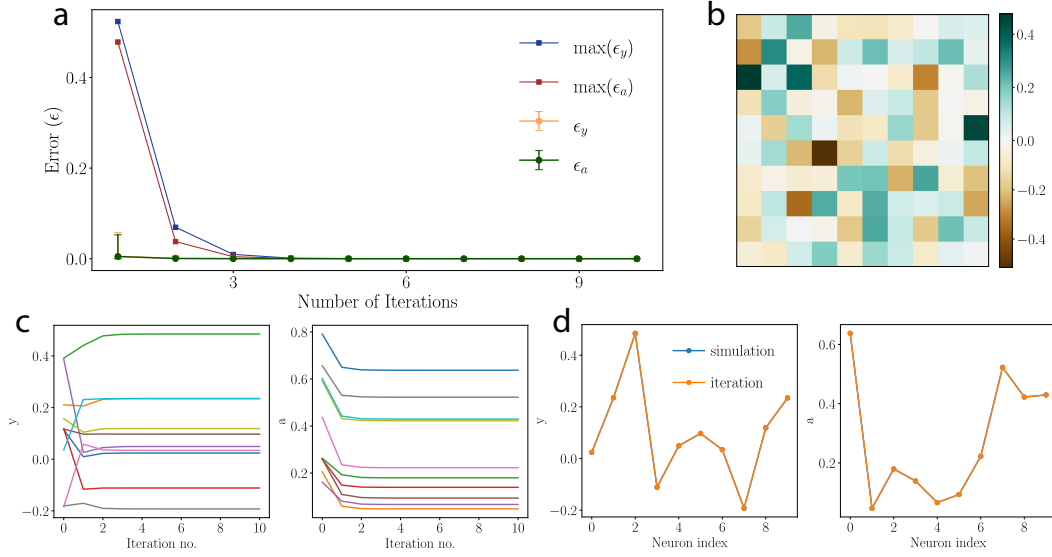 a
Error (ϵ)
0.4
0.2
0.0
3
6
9
Number of Iterations
max(ϵ_y)
max(ϵ_a)
ϵ_y
ϵ_a
b
0.4
0.2
0.0
−0.2
−0.4
c
y
0.4
0.2
0.0
−0.2
0 2 4 6 8 10
Iteration no.
a
0.8
0.6
0.4
0.2
0 2 4 6 8 10
Iteration no.
d
y
0.4
0.2
0.0
−0.2
0 2 4 6 8
Neuron index
simulation
iteration
a
0.6
0.4
0.2
0 2 4 6 8
Neuron index